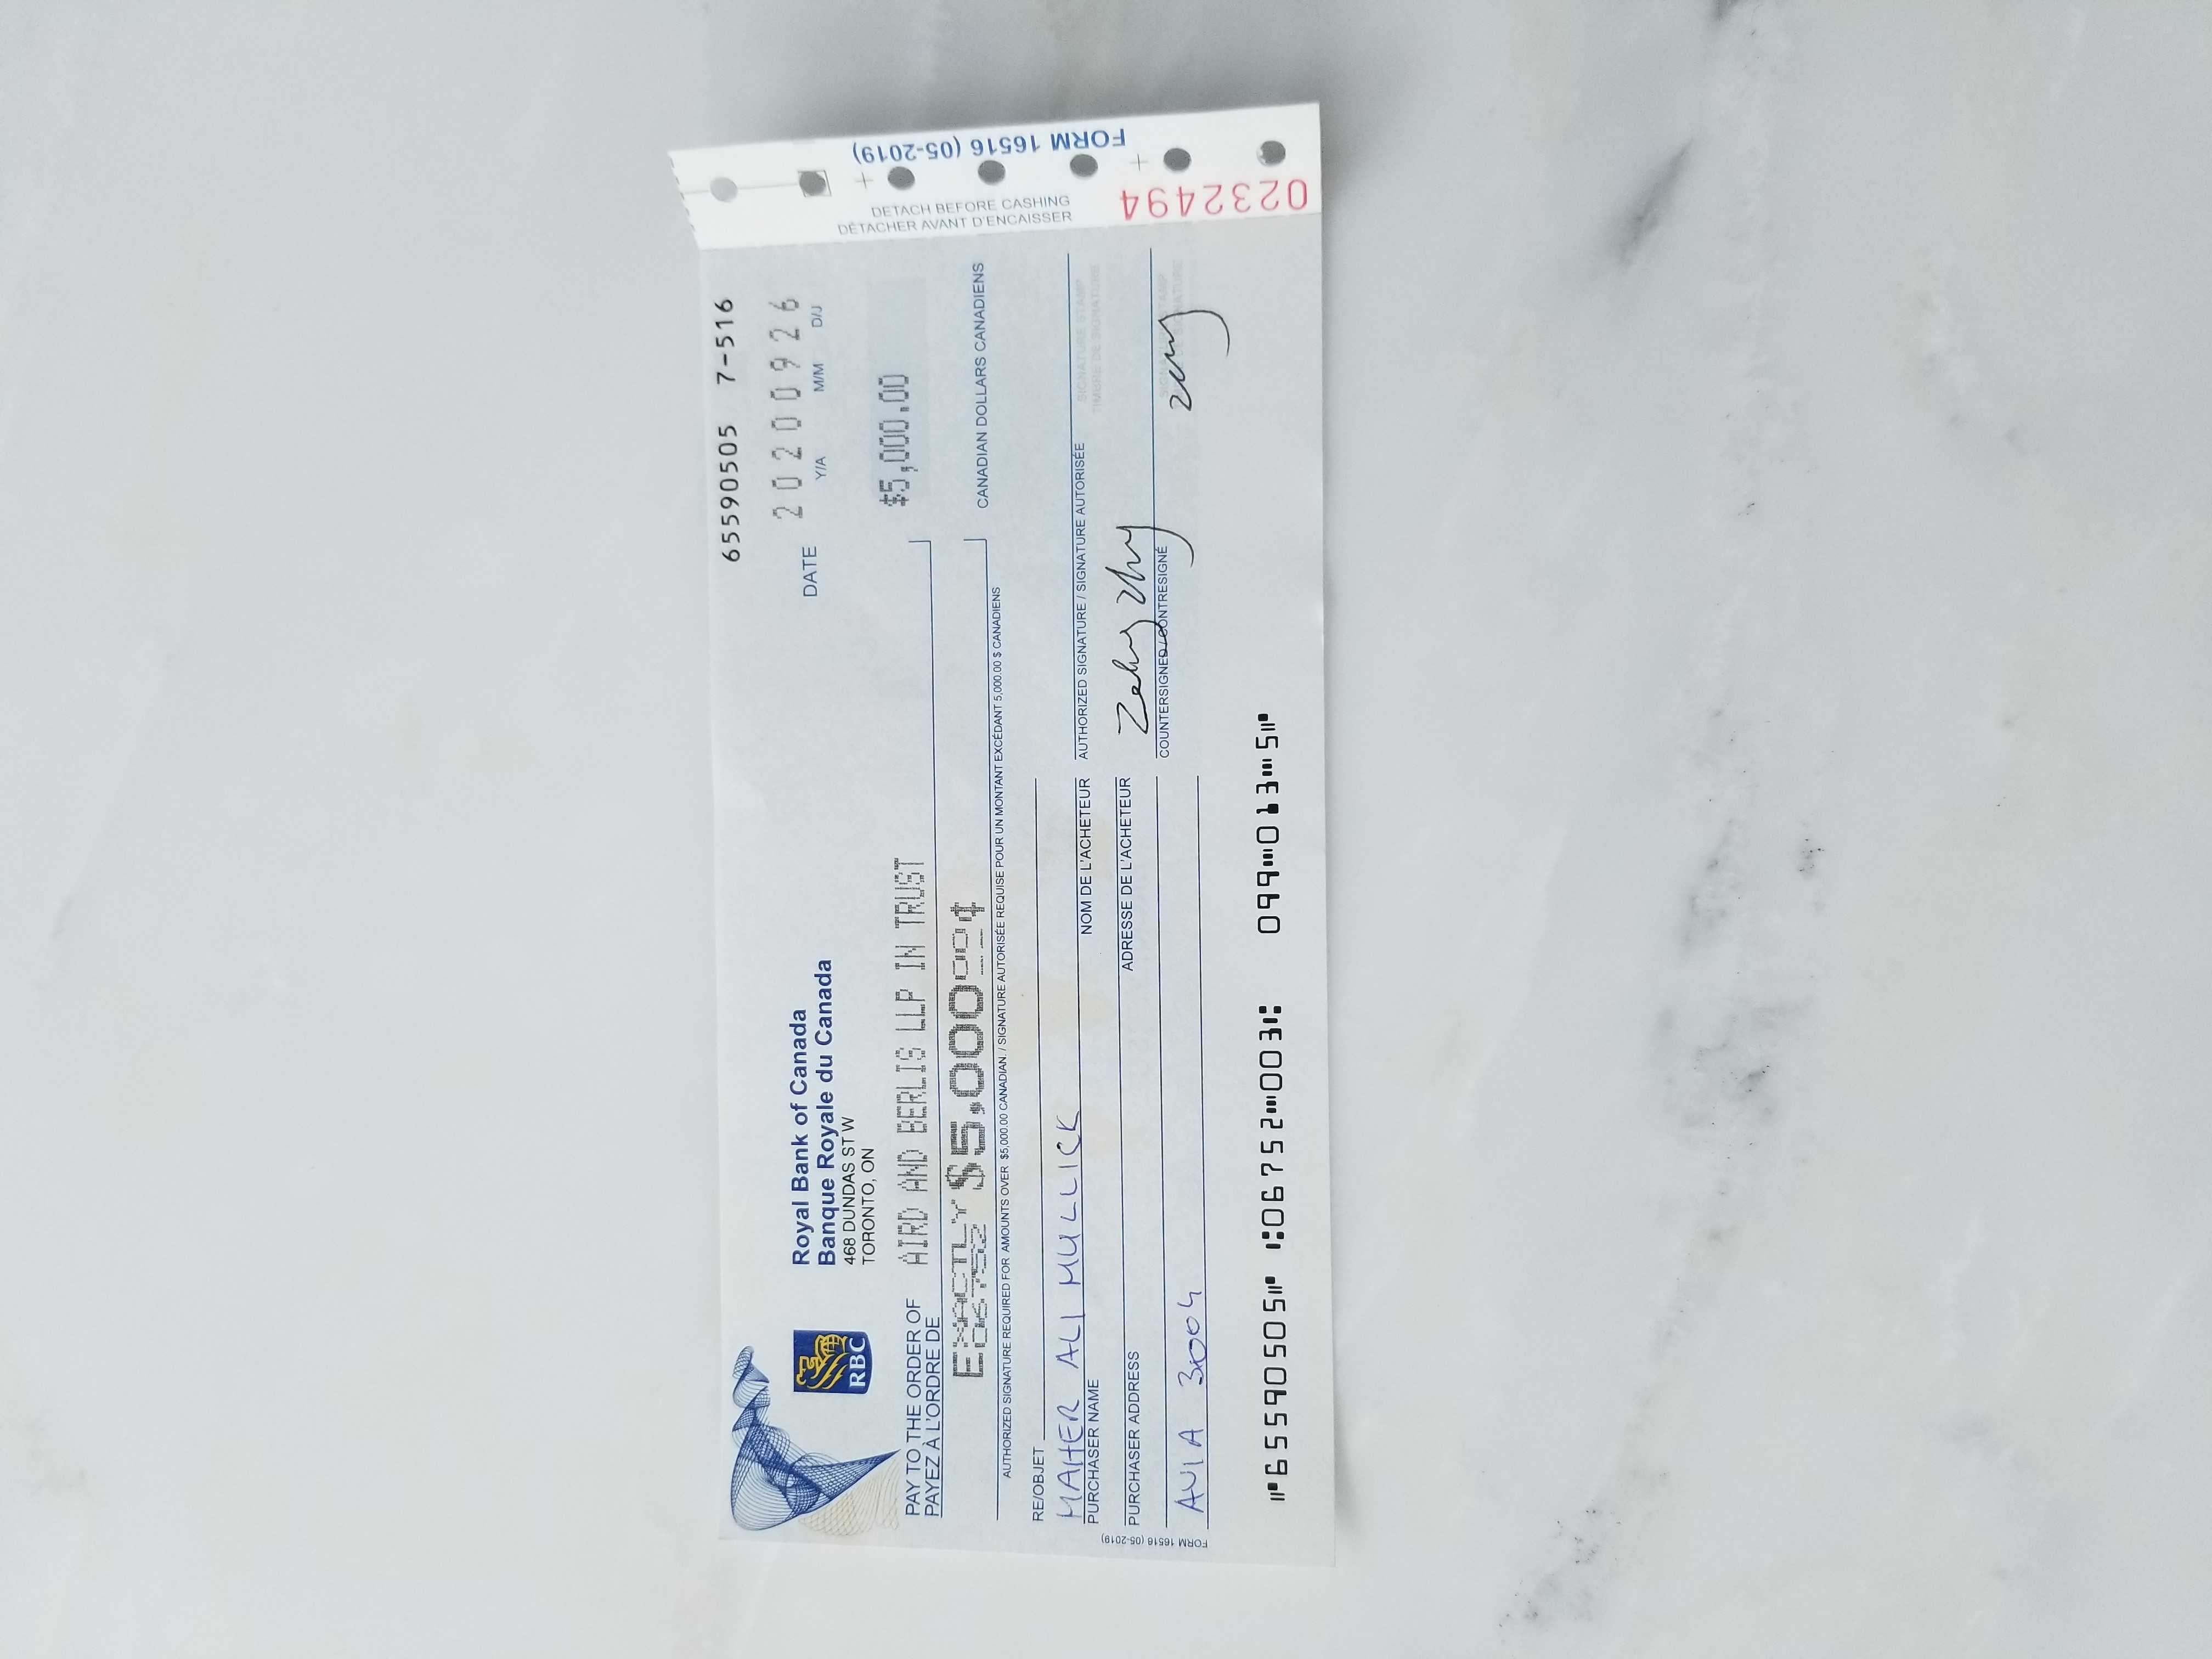 65590505 7-516
RBC
Royal Bank of Canada
Banque Royale du Canada
468 DUNDAS ST W
TORONTO, ON
DATE 20200926
Y/A M/M D/J
PAY TO THE ORDER OF
PAYEZ À L'ORDRE DE
AIRD AND BERLIS LLP IN TRUST
$5,000.00
EXACTLY $5,000 00¢
06752
CANADIAN DOLLARS CANADIENS
AUTHORIZED SIGNATURE REQUIRED FOR AMOUNTS OVER $5,000.00 CANADIAN. / SIGNATURE AUTORISÉE REQUISE POUR UN MONTANT EXCÉDANT 5,000.00 $ CANADIENS
RE/OBJET
MAHER ALI MULLICK
PURCHASER NAME NOM DE L'ACHETEUR
AUTHORIZED SIGNATURE / SIGNATURE AUTORISÉE
SIGNATURE STAMP
TIMBRE DE SIGNATURE
PURCHASER ADDRESS ADRESSE DE L'ACHETEUR
COUNTERSIGNED / CONTRESIGNÉ
AVIA 3004
FORM 16516 (05-2019)
65590505 06752 003 099 013 5
DETACH BEFORE CASHING
DÉTACHER AVANT D'ENCAISSER
FORM 16516 (05-2019)
0232494